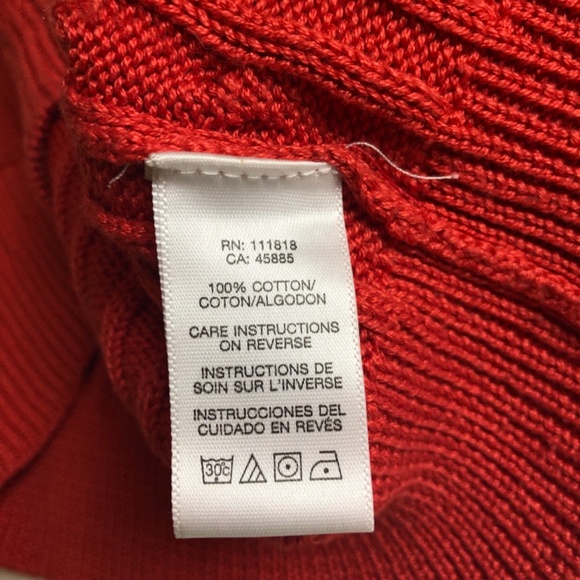 RN: 111818
CA: 45885
100% COTTON/
COTON/ALGODON
CARE INSTRUCTIONS
ON REVERSE
INSTRUCTIONS DE
SOIN SUR L'INVERSE
INSTRUCCIONES DEL
CUIDADO EN REVÉS
30c